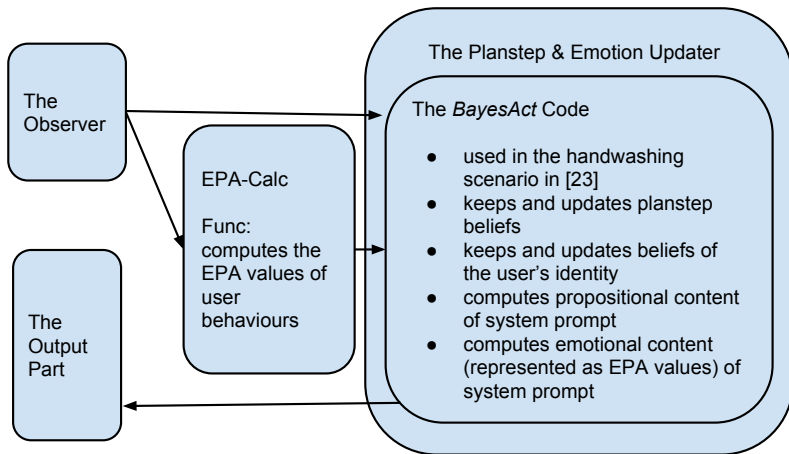 The Observer
EPA-Calc
Func:
computes the
EPA values of
user
behaviours
The
Output
Part
The Planstep & Emotion Updater
The BayesAct Code
● used in the handwashing
scenario in [23]
● keeps and updates planstep
beliefs
● keeps and updates beliefs of
the user's identity
● computes propositional content
of system prompt
● computes emotional content
(represented as EPA values) of
system prompt